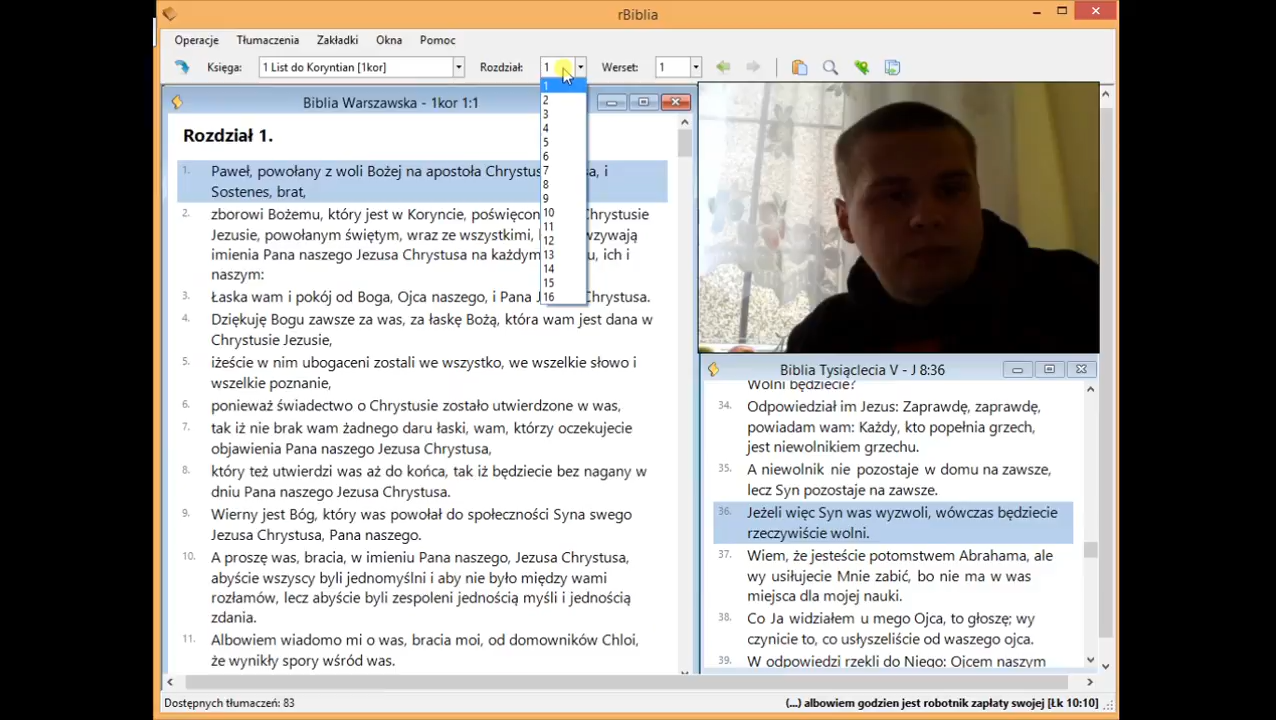 rBiblia
Operacje Tłumaczenia Zakładki Okna Pomoc
Księga: 1 List do Koryntian [1kor] Rozdział: 1 Werset: 1
1
2
3
4
5
6
7
8
9
10
11
12
13
14
15
16
Biblia Warszawska - 1kor 1:1
Rozdział 1.
1. Paweł, powołany z woli Bożej na apostoła Chrystus a, i
Sostenes, brat,
2. zborowi Bożemu, który jest w Koryncie, poświęcon Chrystusie
Jezusie, powołanym świętym, wraz ze wszystkimi, wzywają
imienia Pana naszego Jezusa Chrystusa na każdym u, ich i
naszym:
3. Łaska wam i pokój od Boga, Ojca naszego, i Pana J Chrystusa.
4. Dziękuję Bogu zawsze za was, za łaskę Bożą, która wam jest dana w
Chrystusie Jezusie,
5. iżeście w nim ubogaceni zostali we wszystko, we wszelkie słowo i
wszelkie poznanie,
6. ponieważ świadectwo o Chrystusie zostało utwierdzone w was,
7. tak iż nie brak wam żadnego daru łaski, wam, którzy oczekujecie
objawienia Pana naszego Jezusa Chrystusa,
8. który też utwierdzi was aż do końca, tak iż będziecie bez nagany w
dniu Pana naszego Jezusa Chrystusa.
9. Wierny jest Bóg, który was powołał do społeczności Syna swego
Jezusa Chrystusa, Pana naszego.
10. A proszę was, bracia, w imieniu Pana naszego, Jezusa Chrystusa,
abyście wszyscy byli jednomyślni i aby nie było między wami
rozłamów, lecz abyście byli zespoleni jednością myśli i jednością
zdania.
11. Albowiem wiadomo mi o was, bracia moi, od domowników Chloi,
że wynikły spory wśród was.
Biblia Tysiąclecia V - J 8:36
Wolni będziecie?
34. Odpowiedział im Jezus: Zaprawdę, zaprawdę,
powiadam wam: Każdy, kto popełnia grzech,
jest niewolnikiem grzechu.
35. A niewolnik nie pozostaje w domu na zawsze,
lecz Syn pozostaje na zawsze.
36. Jeżeli więc Syn was wyzwoli, wówczas będziecie
rzeczywiście wolni.
37. Wiem, że jesteście potomstwem Abrahama, ale
wy usiłujecie Mnie zabić, bo nie ma w was
miejsca dla mojej nauki.
38. Co Ja widziałem u mego Ojca, to głoszę; wy
czynicie to, co usłyszeliście od waszego ojca.
39. W odpowiedzi rzekli do Niego: Ojcem naszym
Dostępnych tłumaczeń: 83
(...) albowiem godzien jest robotnik zapłaty swojej [Łk 10:10]